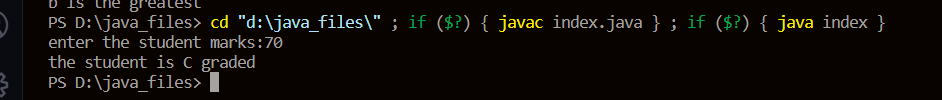 b is the greatest
PS D:\java_files> cd "d:\java_files\" ; if ($?) { javac index.java } ; if ($?) { java index }
enter the student marks:70
the student is C graded
PS D:\java_files>